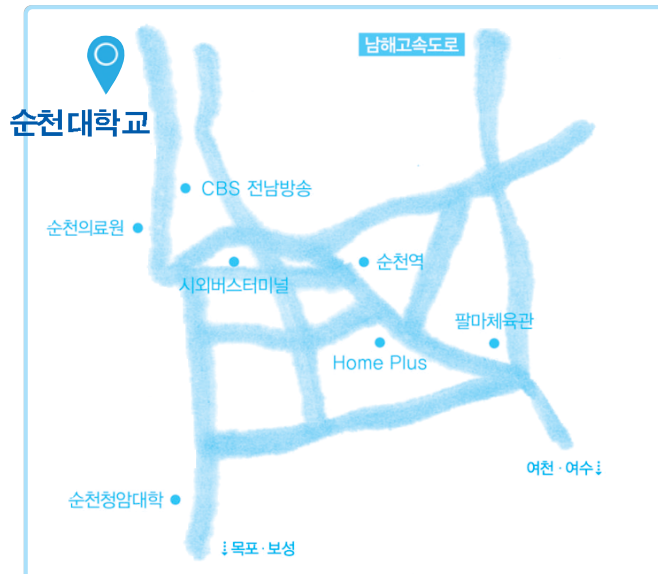 남해고속도로
순천대학교
CBS 전남방송
순천의료원
순천역
시외버스터미널
팔마체육관
Home Plus
여천·여수⇣
순천청암대학
⇣목포·보성